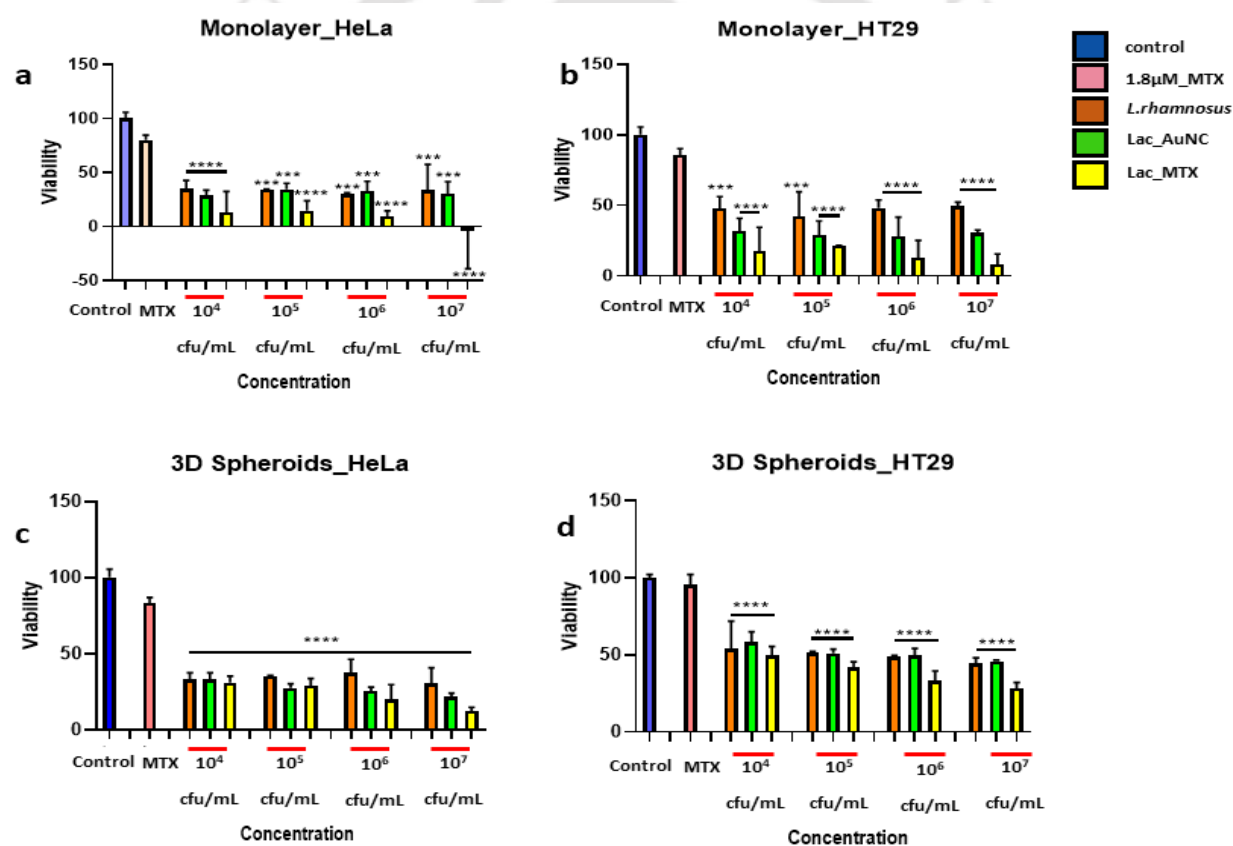 Monolayer_HeLa
a
Viability
150
100
50
0
-50
****
*** *** ****
*** *** ****
*** *** ****
Control MTX 10⁴ 10⁵ 10⁶ 10⁷
cfu/mL cfu/mL cfu/mL cfu/mL
Concentration
Monolayer_HT29
b
Viability
150
100
50
0
*** ****
*** ****
****
****
Control MTX 10⁴ 10⁵ 10⁶ 10⁷
cfu/mL cfu/mL cfu/mL cfu/mL
Concentration
control
1.8µM_MTX
L.rhamnosus
Lac_AuNC
Lac_MTX
3D Spheroids_HeLa
c
Viability
150
100
50
0
****
Control MTX 10⁴ 10⁵ 10⁶ 10⁷
cfu/mL cfu/mL cfu/mL cfu/mL
Concentration
3D Spheroids_HT29
d
Viability
150
100
50
0
**** **** **** ****
Control MTX 10⁴ 10⁵ 10⁶ 10⁷
cfu/mL cfu/mL cfu/mL cfu/mL
Concentration